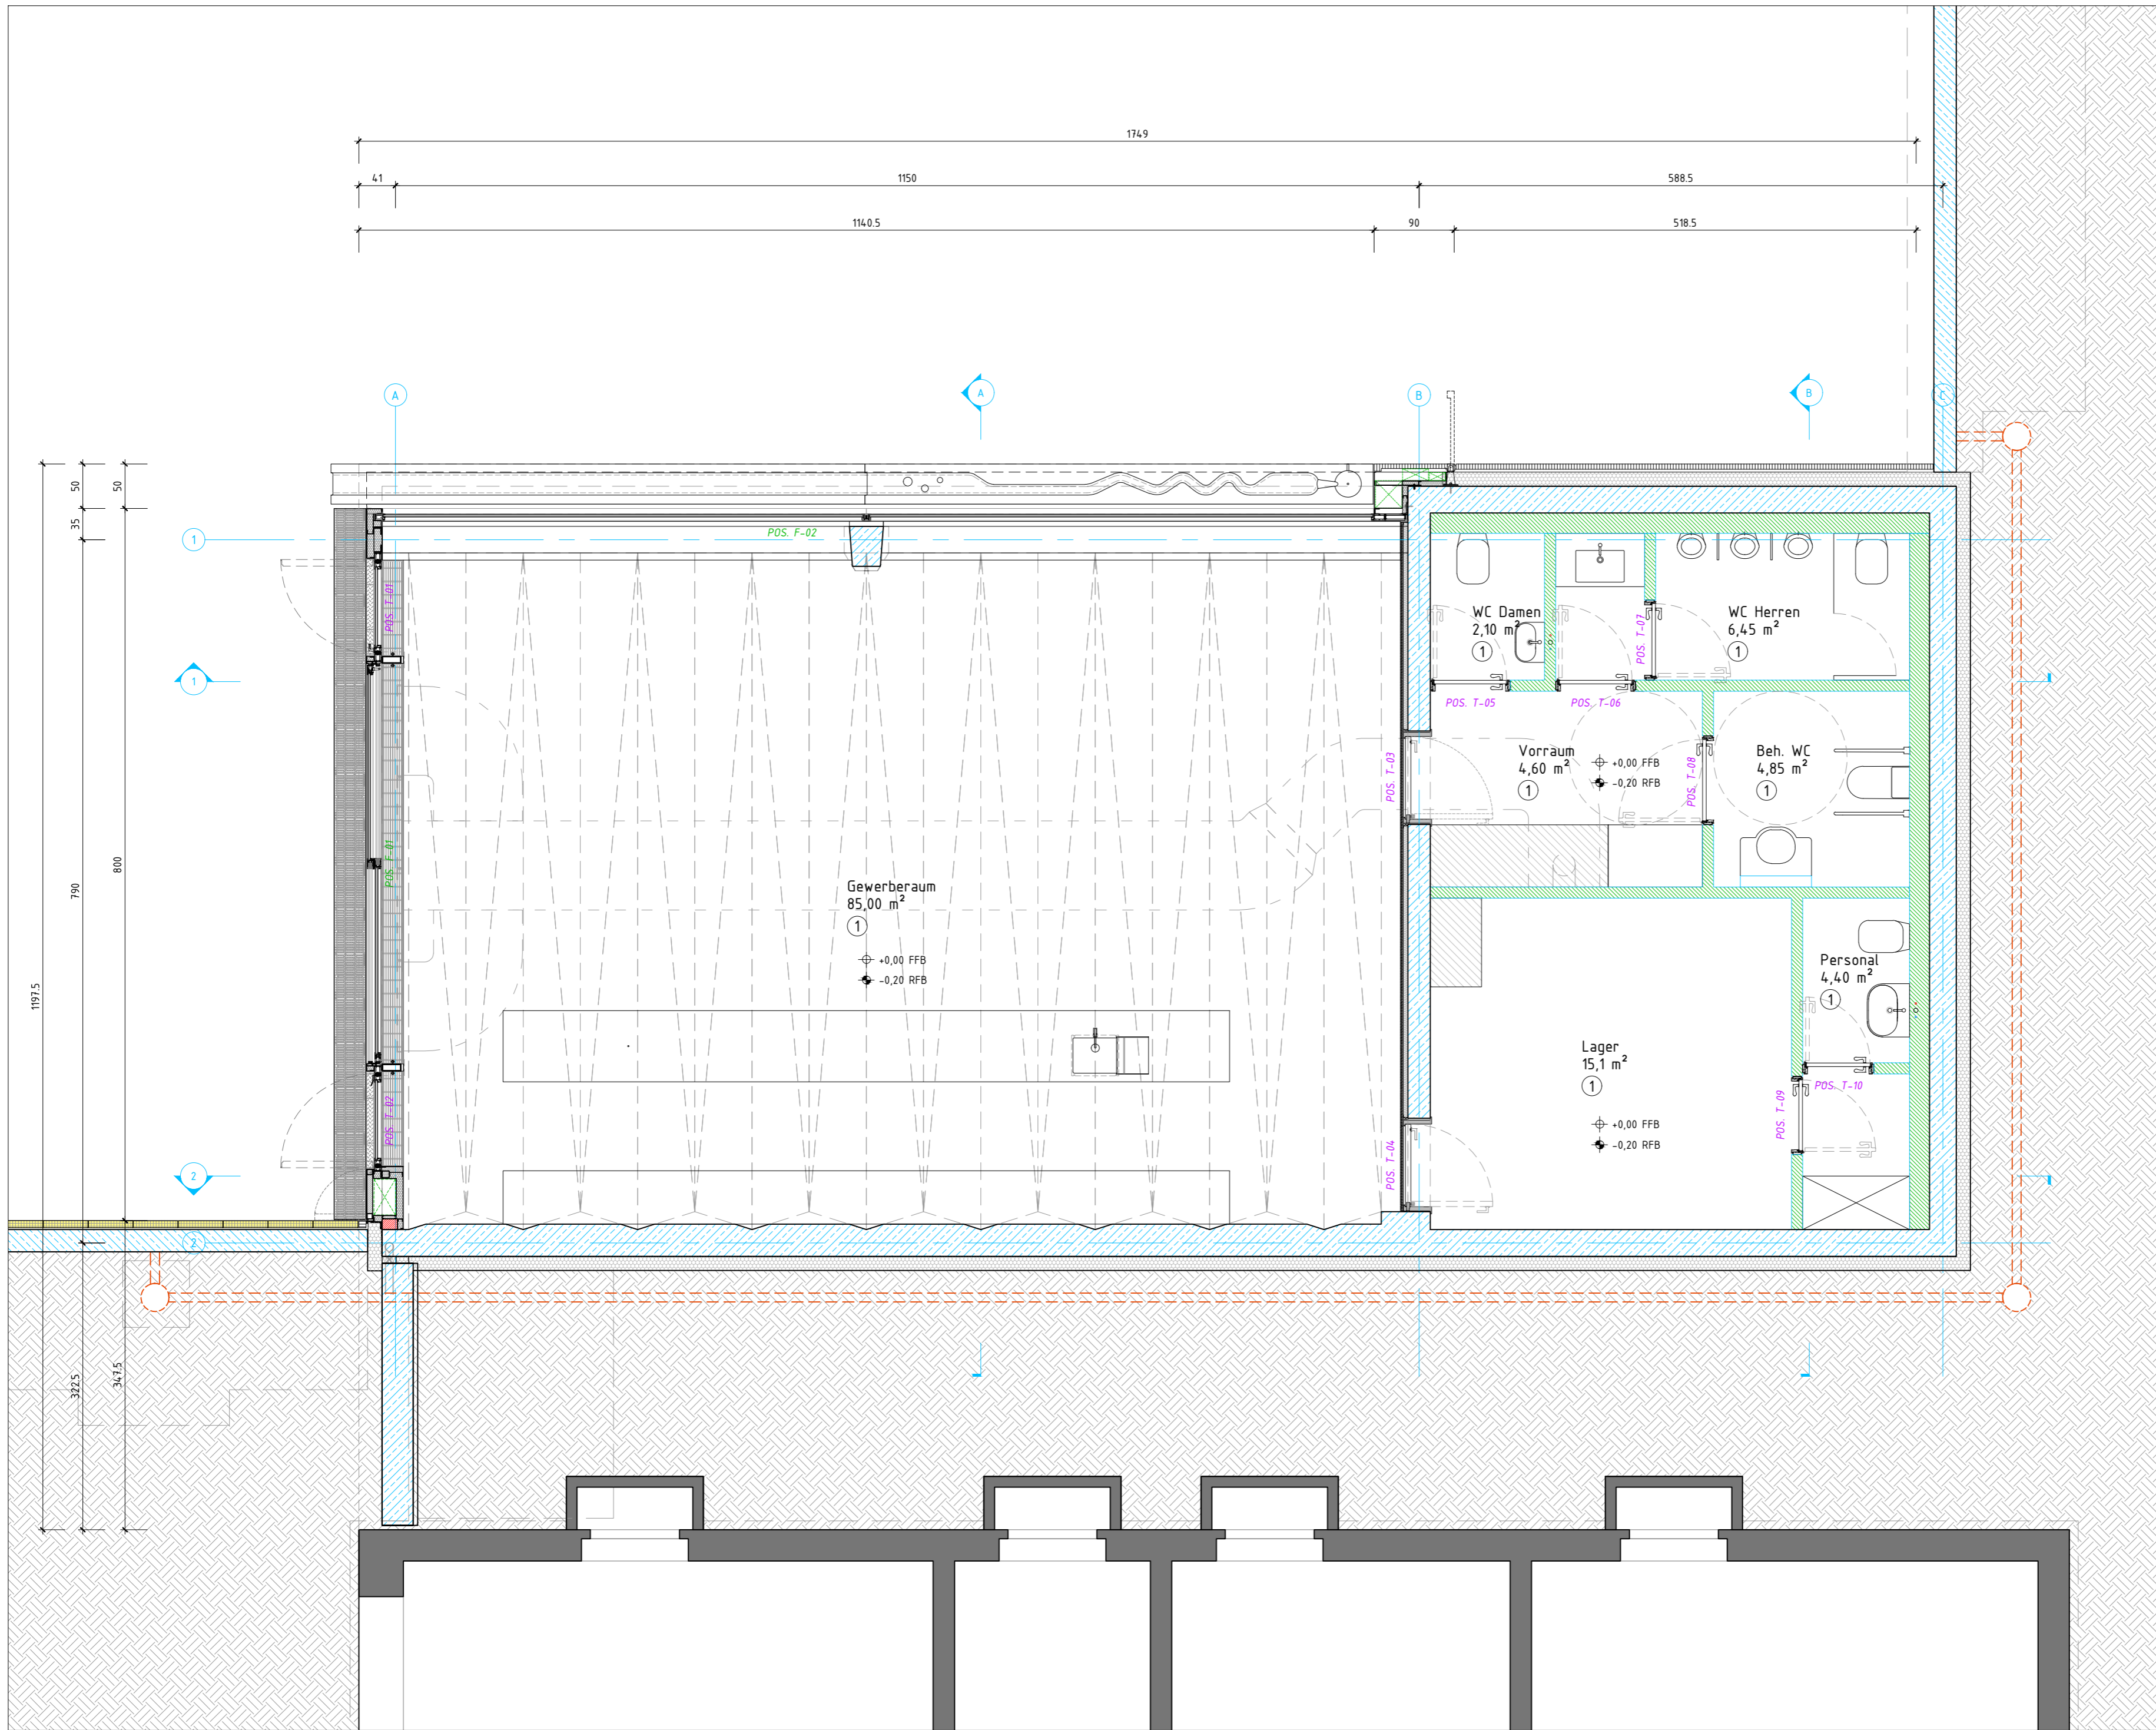 1749
41
1150
588.5
1140.5
90
518.5
A
A
B
B
C
50
50
35
790
800
1197.5
322.5
347.5
1
1
2
2
POS. F-02
POS. T-01
POS. F-01
POS. T-02
Gewerberaum
85,00 m²
1
+0,00 FFB
-0,20 RFB
WC Damen
2,10 m²
1
WC Herren
6,45 m²
1
POS. T-07
POS. T-05
POS. T-06
POS. T-03
Vorraum
4,60 m²
1
+0,00 FFB
-0,20 RFB
POS. T-08
Beh. WC
4,85 m²
1
Personal
4,40 m²
1
Lager
15,1 m²
1
+0,00 FFB
-0,20 RFB
POS. T-10
POS. T-09
POS. T-04